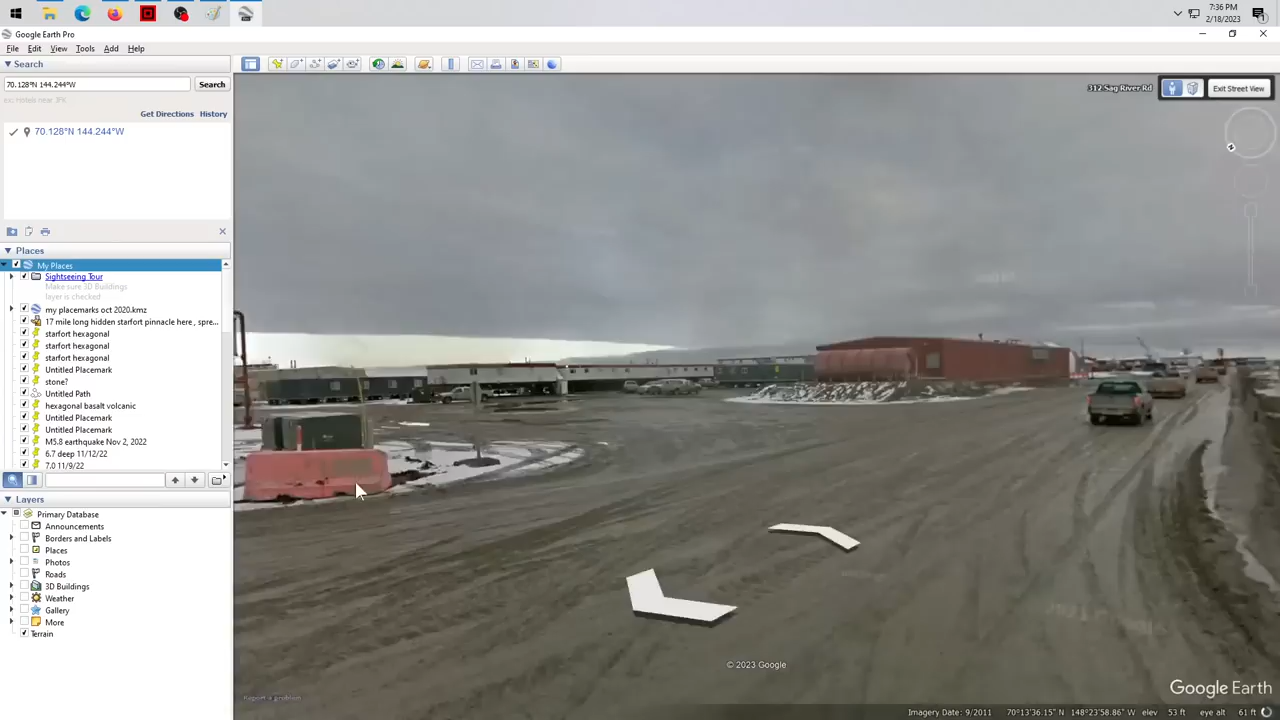 7:36 PM
2/18/2023
Google Earth Pro
File Edit View Tools Add Help
Search
70.128°N 144.244°W Search
ex: Hotels near JFK
Get Directions History
70.128°N 144.244°W
312 Sag River Rd
Exit Street View
Places
My Places
Sightseeing Tour
Make sure 3D Buildings
layer is checked
my placemarks oct 2020.kmz
17 mile long hidden starfort pinnacle here , spre...
starfort hexagonal
starfort hexagonal
starfort hexagonal
Untitled Placemark
stone?
Untitled Path
hexagonal basalt volcanic
Untitled Placemark
Untitled Placemark
M5.8 earthquake Nov 2, 2022
6.7 deep 11/12/22
7.0 11/9/22
Layers
Primary Database
Announcements
Borders and Labels
Places
Photos
Roads
3D Buildings
Weather
Gallery
More
Terrain
© 2023 Google
Google Earth
Report a problem
Imagery Date: 9/2011 70°13'36.15" N 148°23'58.86" W elev 53 ft eye alt 61 ft